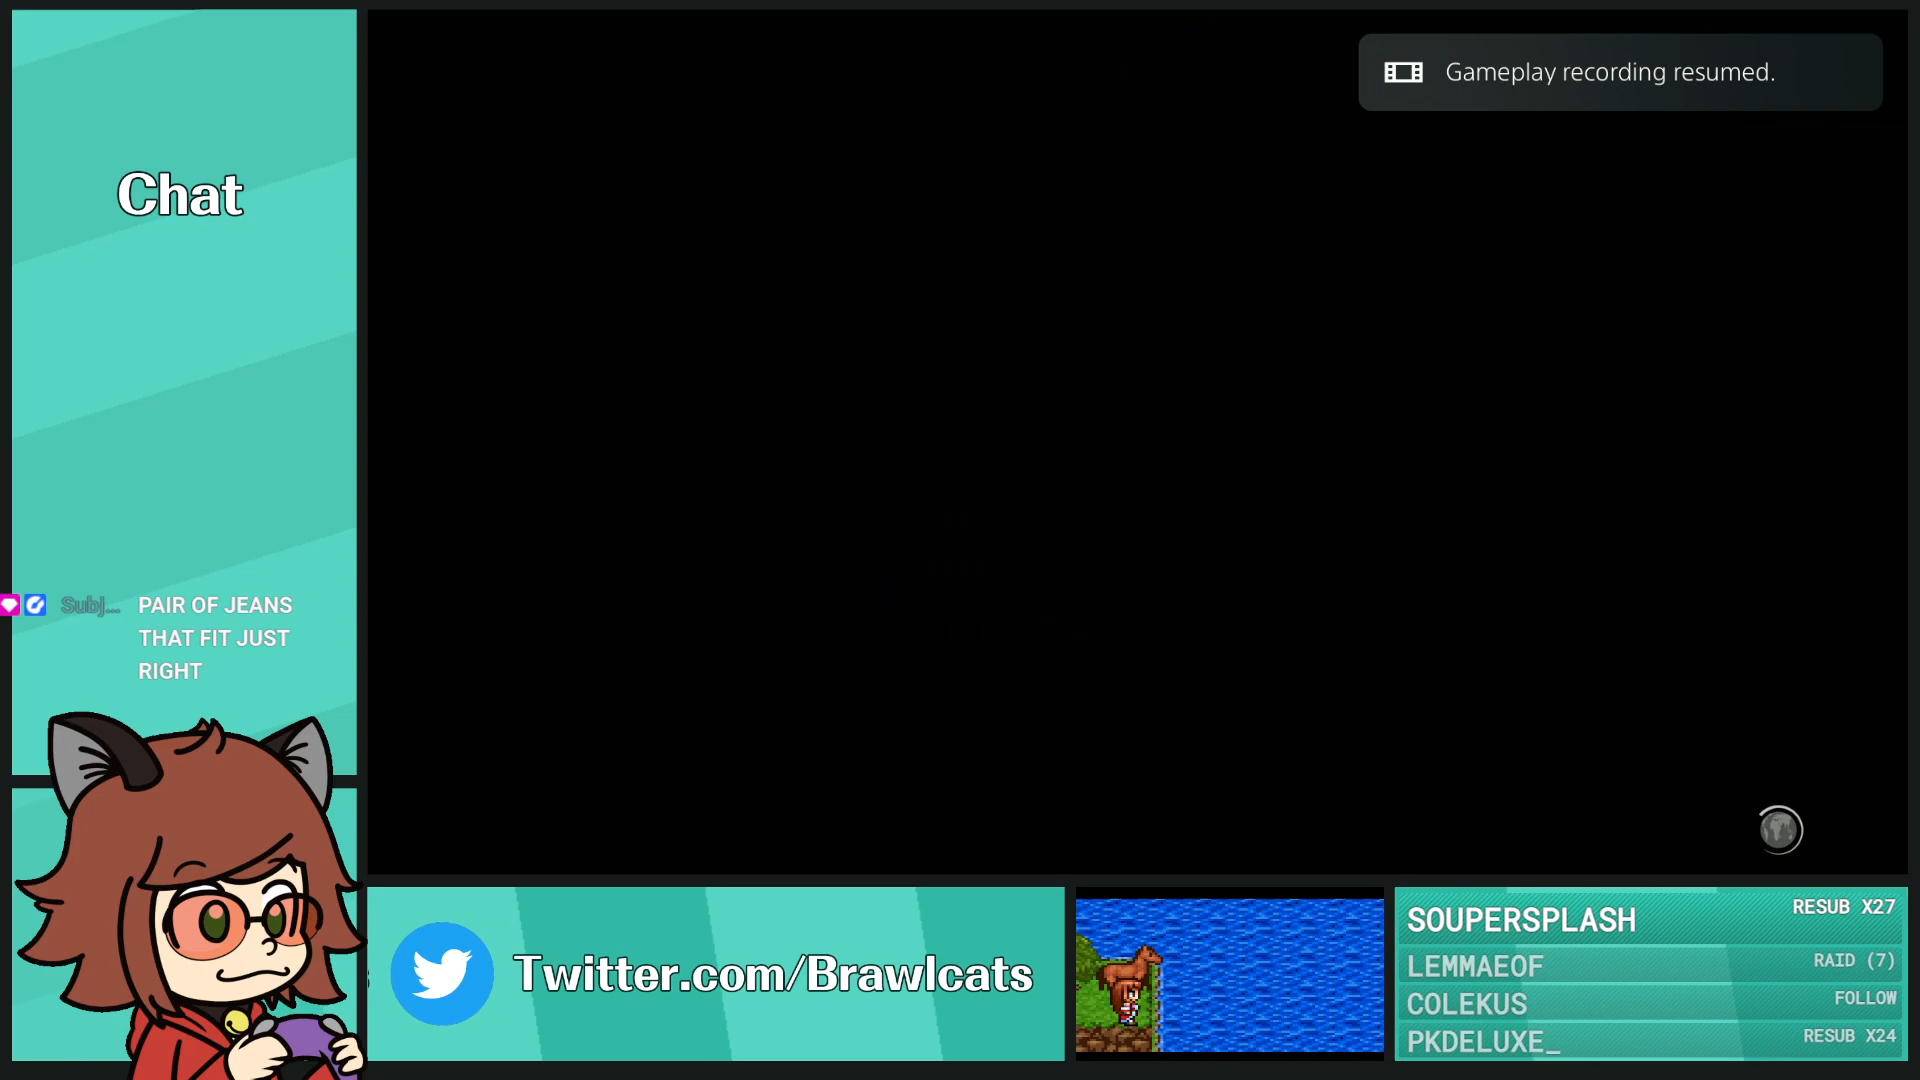 Gameplay recording resumed.
Chat
Subj... PAIR OF JEANS
THAT FIT JUST
RIGHT
Twitter.com/Brawlcats
SOUPERSPLASH RESUB X27
LEMMAEOF RAID (7)
COLEKUS FOLLOW
PKDELUXE_ RESUB X24